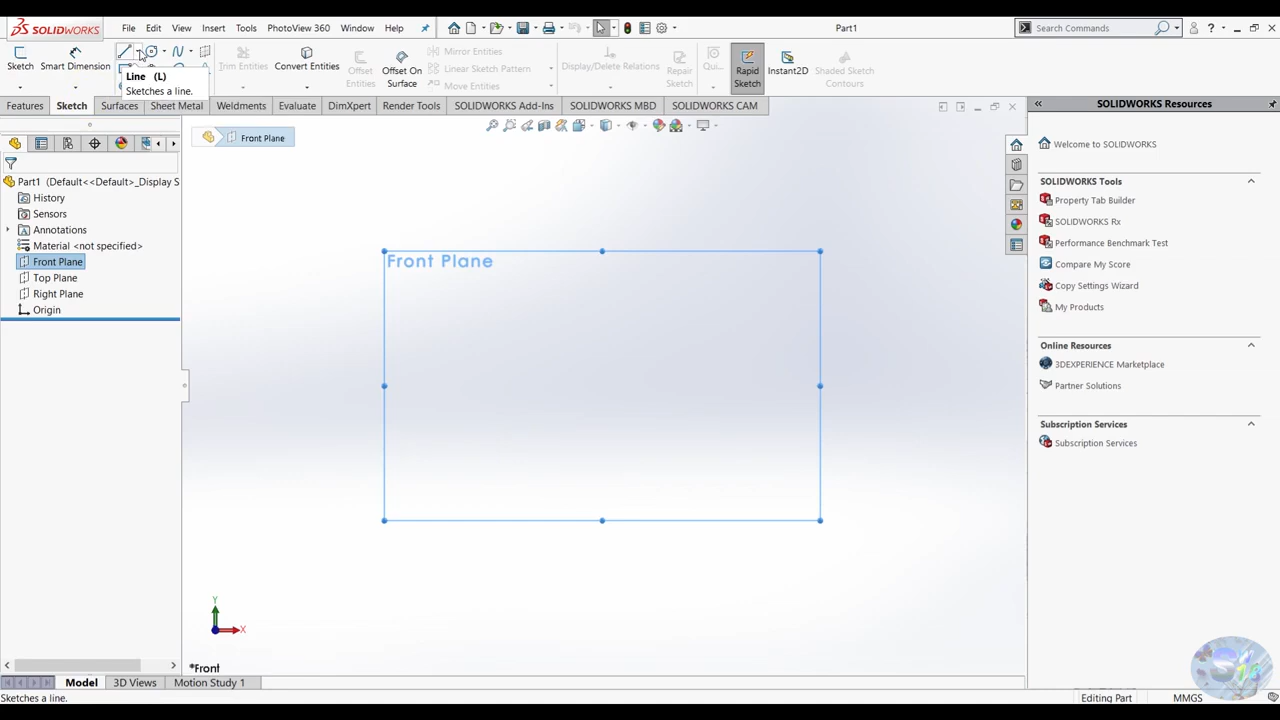 SOLIDWORKS File Edit View Insert Tools PhotoView 360 Window Help Part1 Search Commands
Sketch Smart Dimension Trim Entities Convert Entities Offset Entities Offset On Surface Mirror Entities Linear Sketch Pattern Move Entities Display/Delete Relations Repair Sketch Qui... Rapid Sketch Instant2D Shaded Sketch Contours
Line (L)
Sketches a line.
Features Sketch Surfaces Sheet Metal Weldments Evaluate DimXpert Render Tools SOLIDWORKS Add-Ins SOLIDWORKS MBD SOLIDWORKS CAM
SOLIDWORKS Resources
Front Plane
Welcome to SOLIDWORKS
Part1 (Default<<Default>_Display S
History
Sensors
Annotations
Material <not specified>
Front Plane
Top Plane
Right Plane
Origin
Front Plane
Y
X
*Front
SOLIDWORKS Tools
Property Tab Builder
SOLIDWORKS Rx
Performance Benchmark Test
Compare My Score
Copy Settings Wizard
My Products
Online Resources
3DEXPERIENCE Marketplace
Partner Solutions
Subscription Services
Subscription Services
Model 3D Views Motion Study 1
Sketches a line. Editing Part MMGS